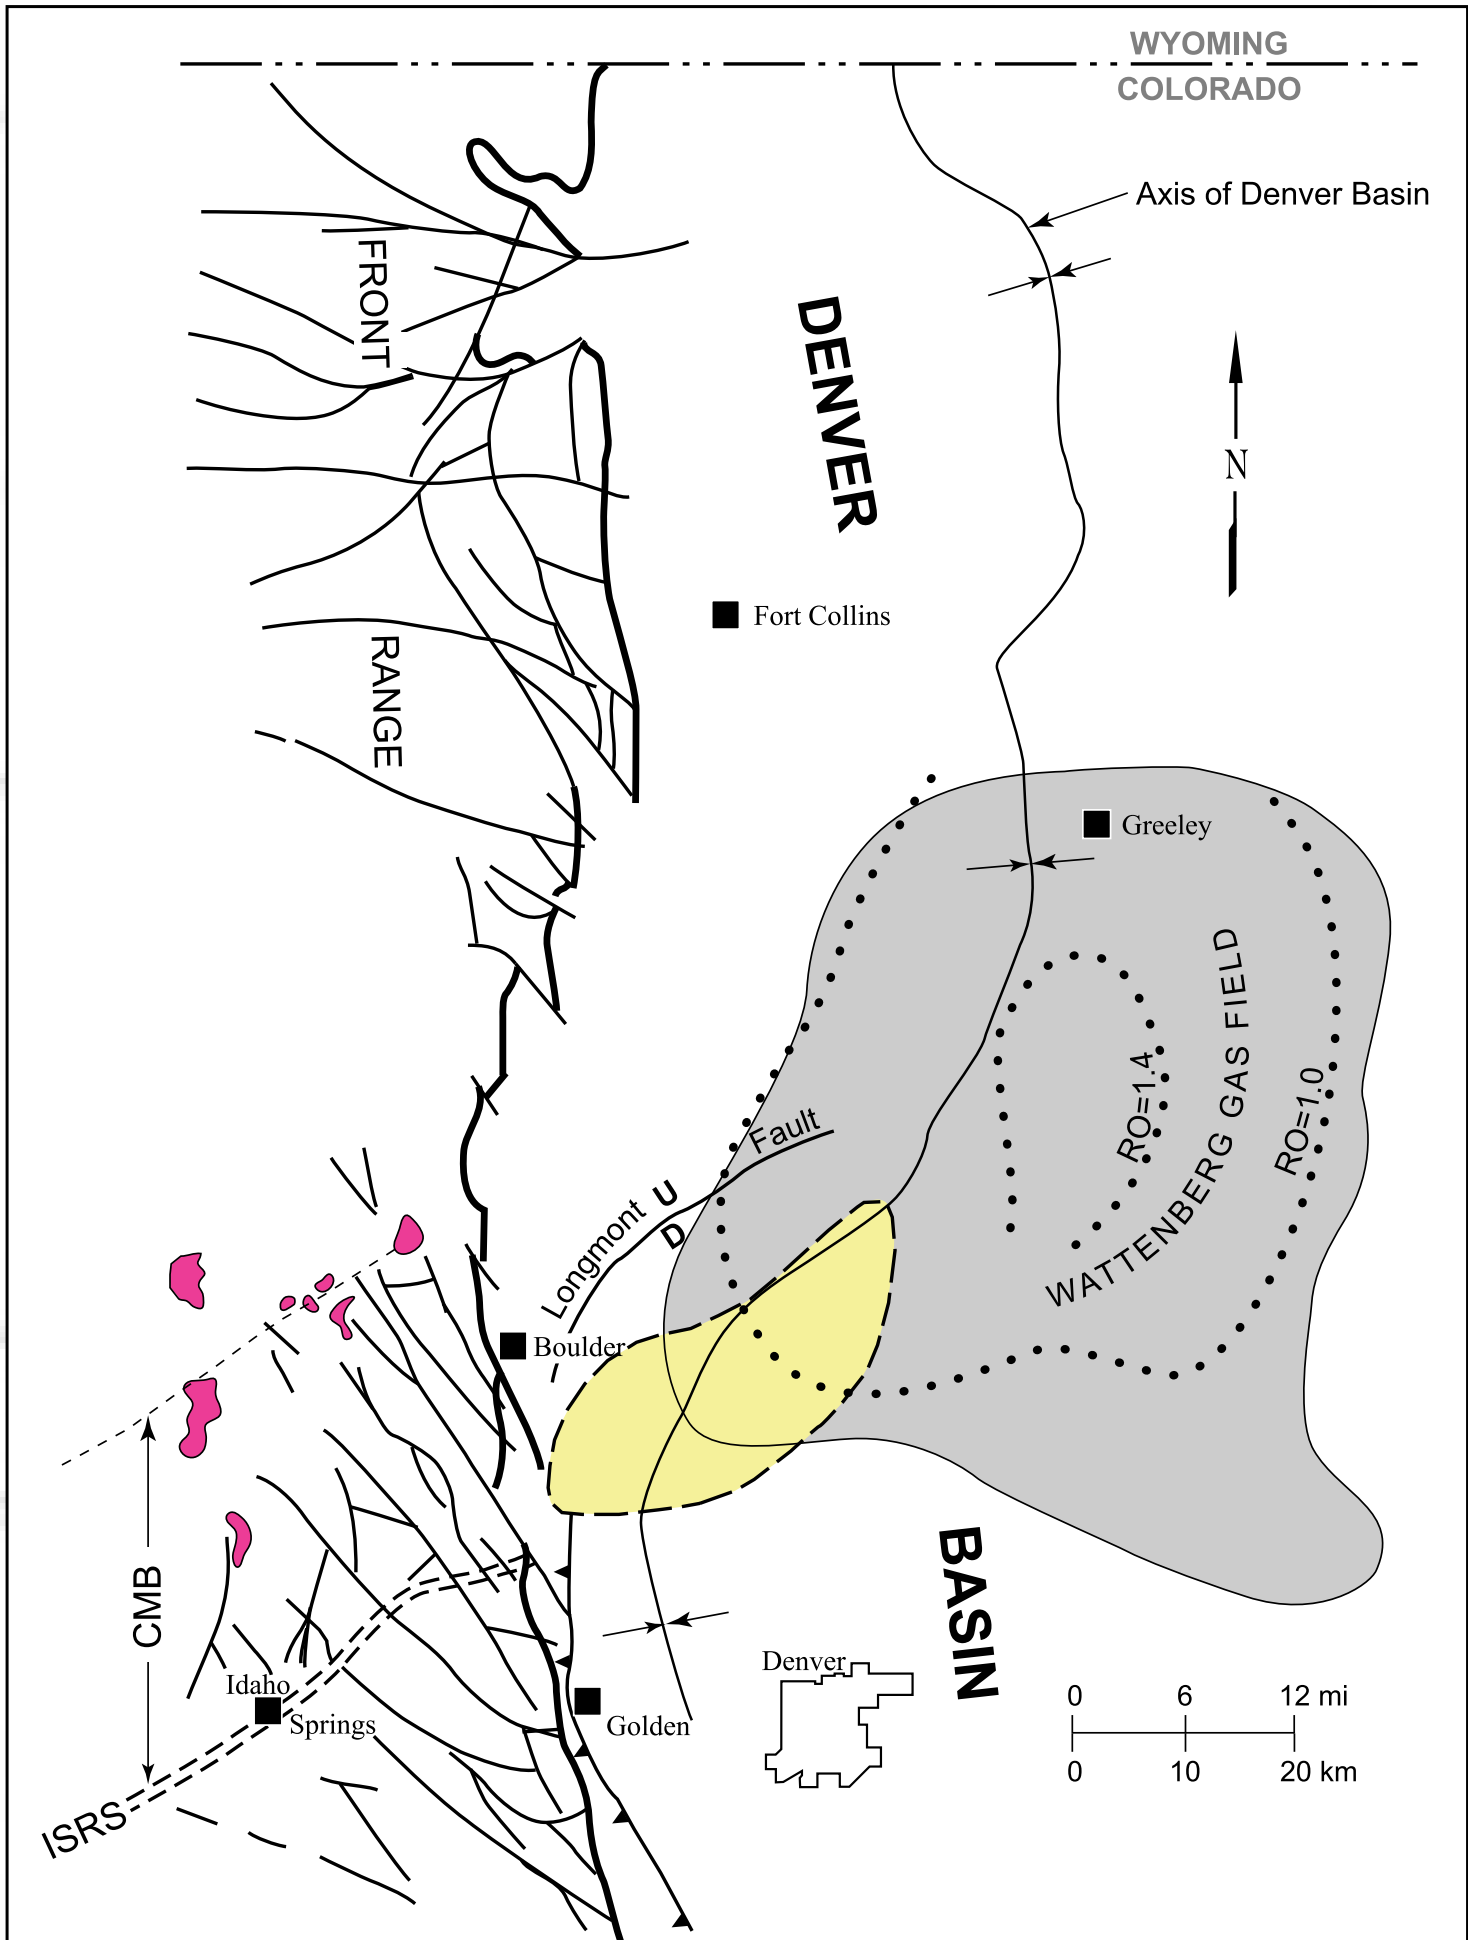 WYOMING
COLORADO
Axis of Denver Basin
FRONT
DENVER
N
Fort Collins
RANGE
Greeley
WATTENBERG GAS FIELD
RO=1.4
RO=1.0
Longmont
Fault
U
D
Boulder
CMB
BASIN
Idaho
Springs
Denver
Golden
0 6 12 mi
0 10 20 km
ISRS